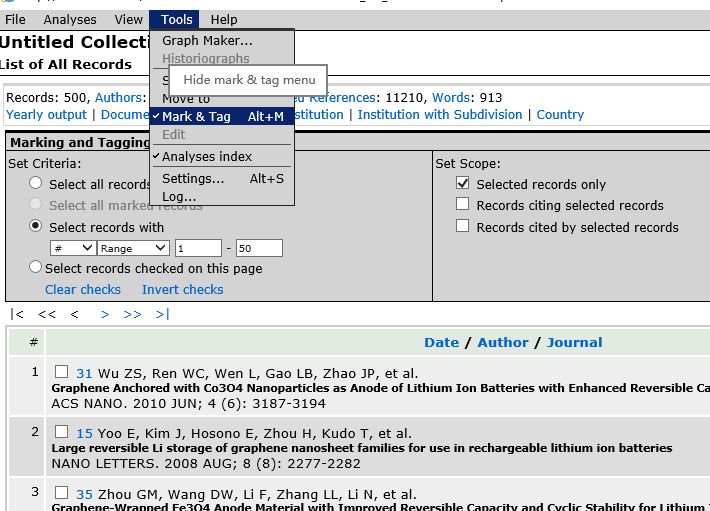 File Analyses View Tools Help
Untitled Collecti
Graph Maker...
List of All Records
Historiographs
Hide mark & tag menu
Records: 500, Authors: Move to ed References: 11210, Words: 913
Yearly output | Docume Mark & Tag Alt+M stitution | Institution with Subdivision | Country
Edit
Marking and Tagging
Analyses index
Set Criteria: Set Scope:
Select all records Settings... Alt+S Selected records only
Select all marked records Log... Records citing selected records
Select records with Records cited by selected records
# Range 1 - 50
Select records checked on this page
Clear checks Invert checks
|< << < > >> >|
# Date / Author / Journal
1 31 Wu ZS, Ren WC, Wen L, Gao LB, Zhao JP, et al.
Graphene Anchored with Co3O4 Nanoparticles as Anode of Lithium Ion Batteries with Enhanced Reversible Ca
ACS NANO. 2010 JUN; 4 (6): 3187-3194
2 15 Yoo E, Kim J, Hosono E, Zhou H, Kudo T, et al.
Large reversible Li storage of graphene nanosheet families for use in rechargeable lithium ion batteries
NANO LETTERS. 2008 AUG; 8 (8): 2277-2282
3 35 Zhou GM, Wang DW, Li F, Zhang LL, Li N, et al.
Graphene-Wrapped Fe3O4 Anode Material with Improved Reversible Capacity and Cyclic Stability for Lithium